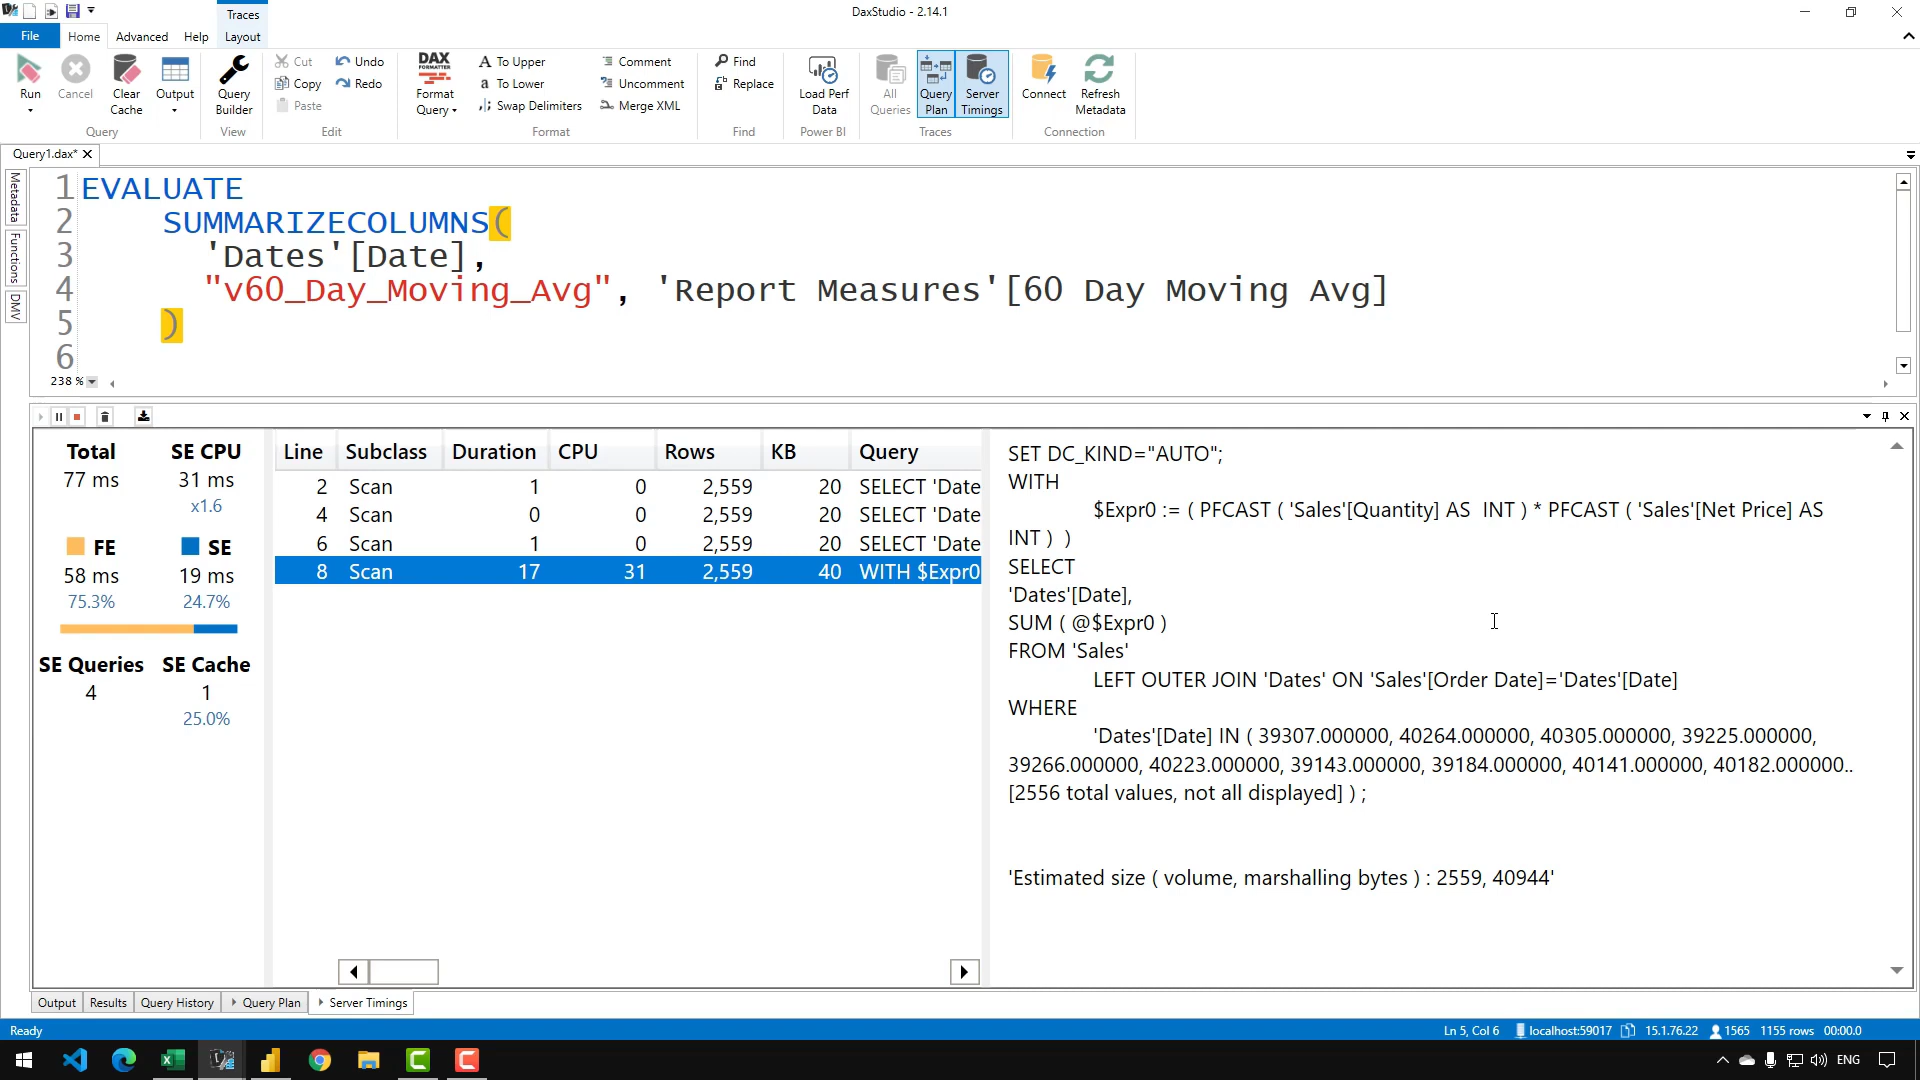 DaxStudio - 2.14.1
Traces
File Home Advanced Help Layout
Run
Cancel
Clear Cache
Output
Query
Query Builder
View
Cut
Copy
Paste
Undo
Redo
Edit
DAX FORMATTER
Format Query
To Upper
To Lower
Swap Delimiters
Comment
Uncomment
Merge XML
Format
Find
Replace
Find
Load Perf Data
Power BI
All Queries
Query Plan
Server Timings
Traces
Connect
Refresh Metadata
Connection
Query1.dax*
Metadata
Functions
DMV
1 EVALUATE
2 SUMMARIZECOLUMNS(
3 'Dates'[Date],
4 "v60_Day_Moving_Avg", 'Report Measures'[60 Day Moving Avg]
5 )
6
238 %
Total SE CPU
77 ms 31 ms
x1.6
FE SE
58 ms 19 ms
75.3% 24.7%
SE Queries SE Cache
4 1
25.0%
Line Subclass Duration CPU Rows KB Query
2 Scan 1 0 2,559 20 SELECT 'Date
4 Scan 0 0 2,559 20 SELECT 'Date
6 Scan 1 0 2,559 20 SELECT 'Date
8 Scan 17 31 2,559 40 WITH $Expr0
SET DC_KIND="AUTO";
WITH
$Expr0 := ( PFCAST ( 'Sales'[Quantity] AS INT ) * PFCAST ( 'Sales'[Net Price] AS
INT ) )
SELECT
'Dates'[Date],
SUM ( @$Expr0 )
FROM 'Sales'
LEFT OUTER JOIN 'Dates' ON 'Sales'[Order Date]='Dates'[Date]
WHERE
'Dates'[Date] IN ( 39307.000000, 40264.000000, 40305.000000, 39225.000000,
39266.000000, 40223.000000, 39143.000000, 39184.000000, 40141.000000, 40182.000000..
[2556 total values, not all displayed] ) ;
'Estimated size ( volume, marshalling bytes ) : 2559, 40944'
Output Results Query History Query Plan Server Timings
Ready Ln 5, Col 6 localhost:59017 15.1.76.22 1565 1155 rows 00:00.0
ENG